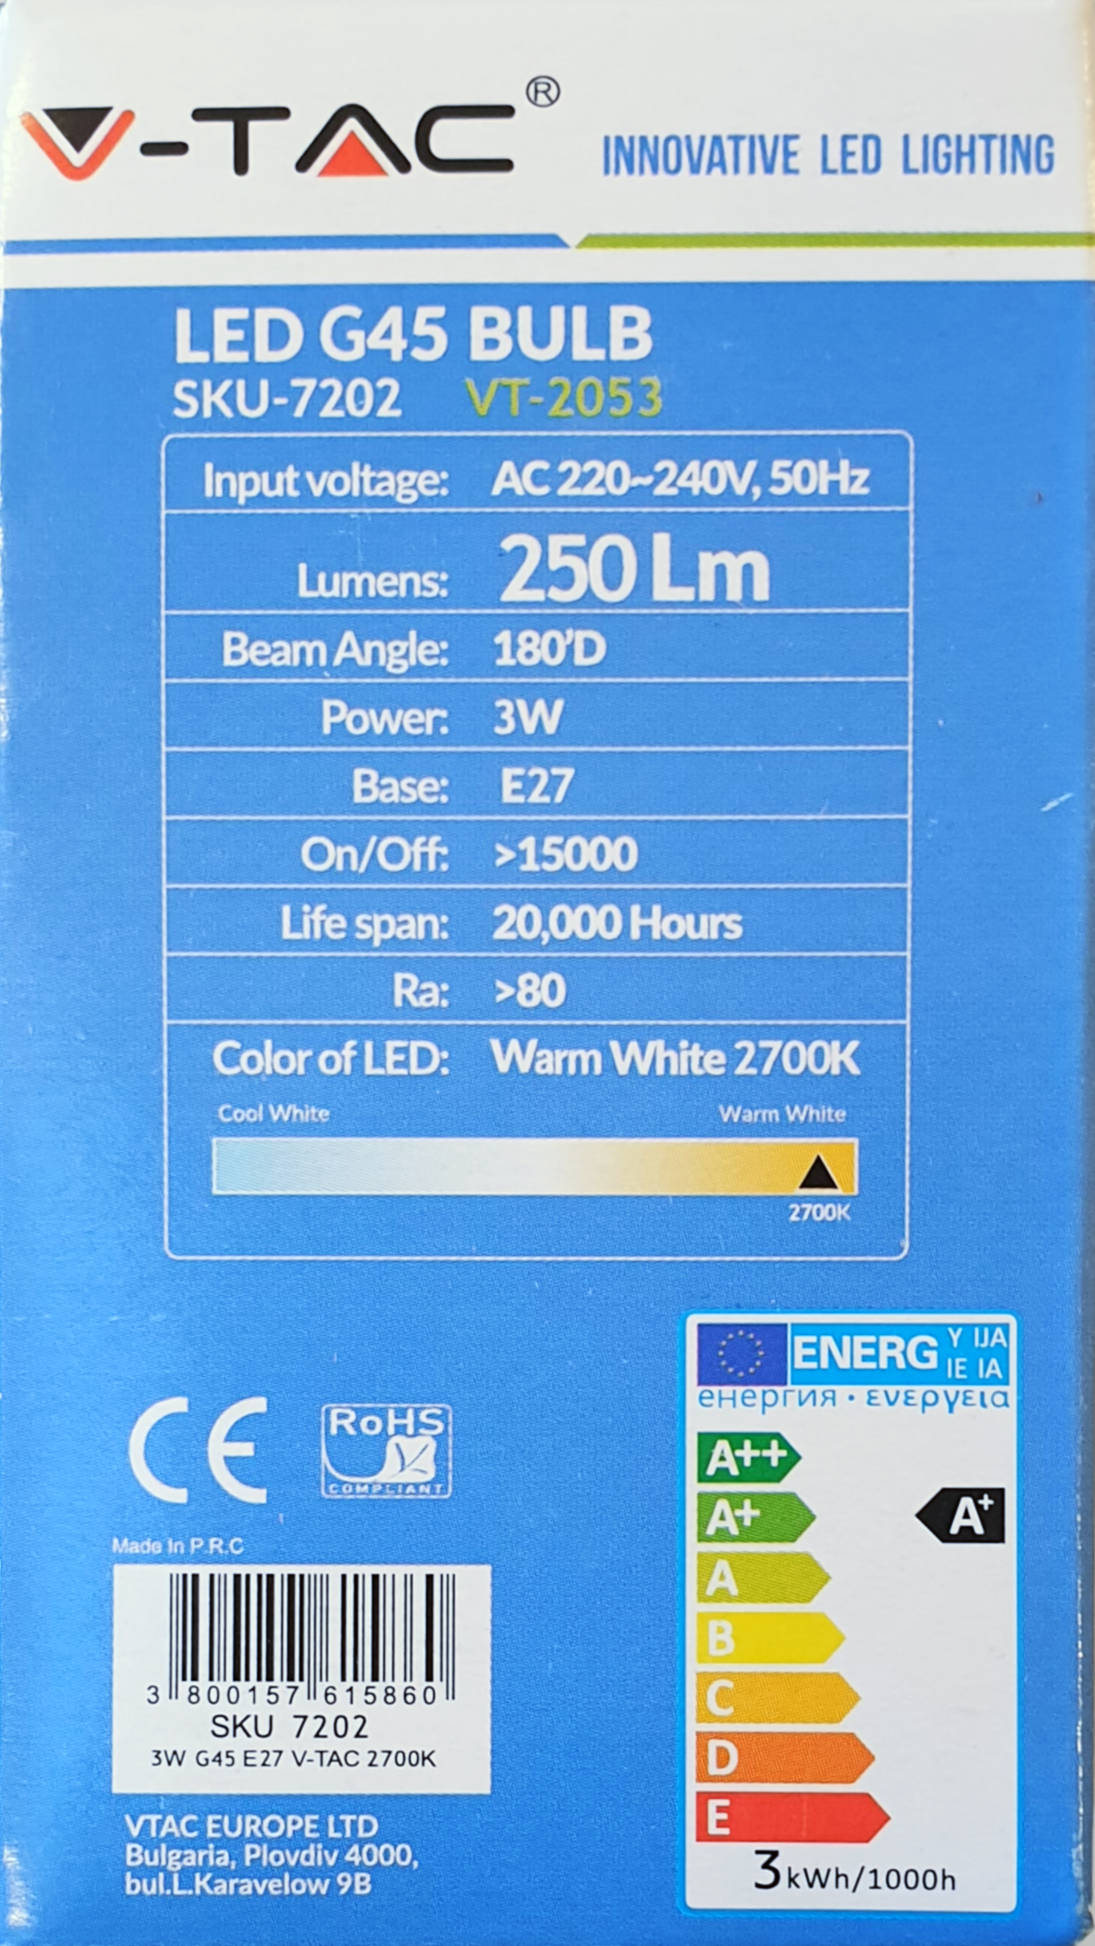 V-TAC®
INNOVATIVE LED LIGHTING
LED G45 BULB
SKU-7202 VT-2053
Input voltage: AC 220~240V, 50Hz
Lumens: 250 Lm
Beam Angle: 180'D
Power: 3W
Base: E27
On/Off: >15000
Life span: 20,000 Hours
Ra: >80
Color of LED: Warm White 2700K
Cool White Warm White
2700K
CE
RoHS
COMPLIANT
Made In P.R.C
3 800157 615860
SKU 7202
3W G45 E27 V-TAC 2700K
VTAC EUROPE LTD
Bulgaria, Plovdiv 4000,
bul.L.Karavelow 9B
ENERG Y IJA
IE IA
енергия · ενεργεια
A++
A+ A+
A
B
C
D
E
3 kWh/1000h